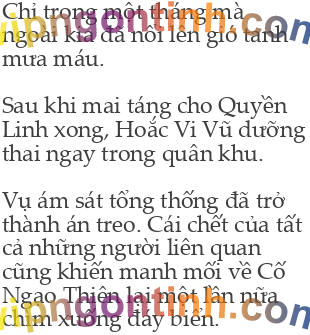 Chỉ trong một tháng mà
ngoài kia đã nổi lên gió tanh
mưa máu.
Sau khi mai táng cho Quyền
Linh xong, Hoắc Vi Vũ dưỡng
thai ngay trong quân khu.
Vụ ám sát tổng thống đã trở
thành án treo. Cái chết của tất
cả những người liên quan
cũng khiến manh mối về Cố
Ngạo Thiên lại một lần nữa
chìm xuống đáy biển.